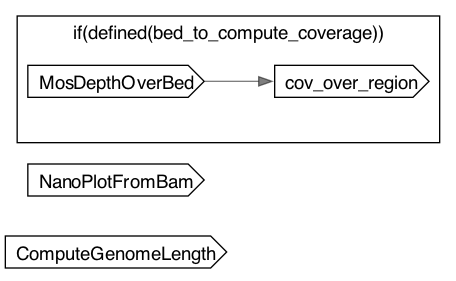 if(defined(bed_to_compute_coverage))
MosDepthOverBed
cov_over_region
NanoPlotFromBam
ComputeGenomeLength